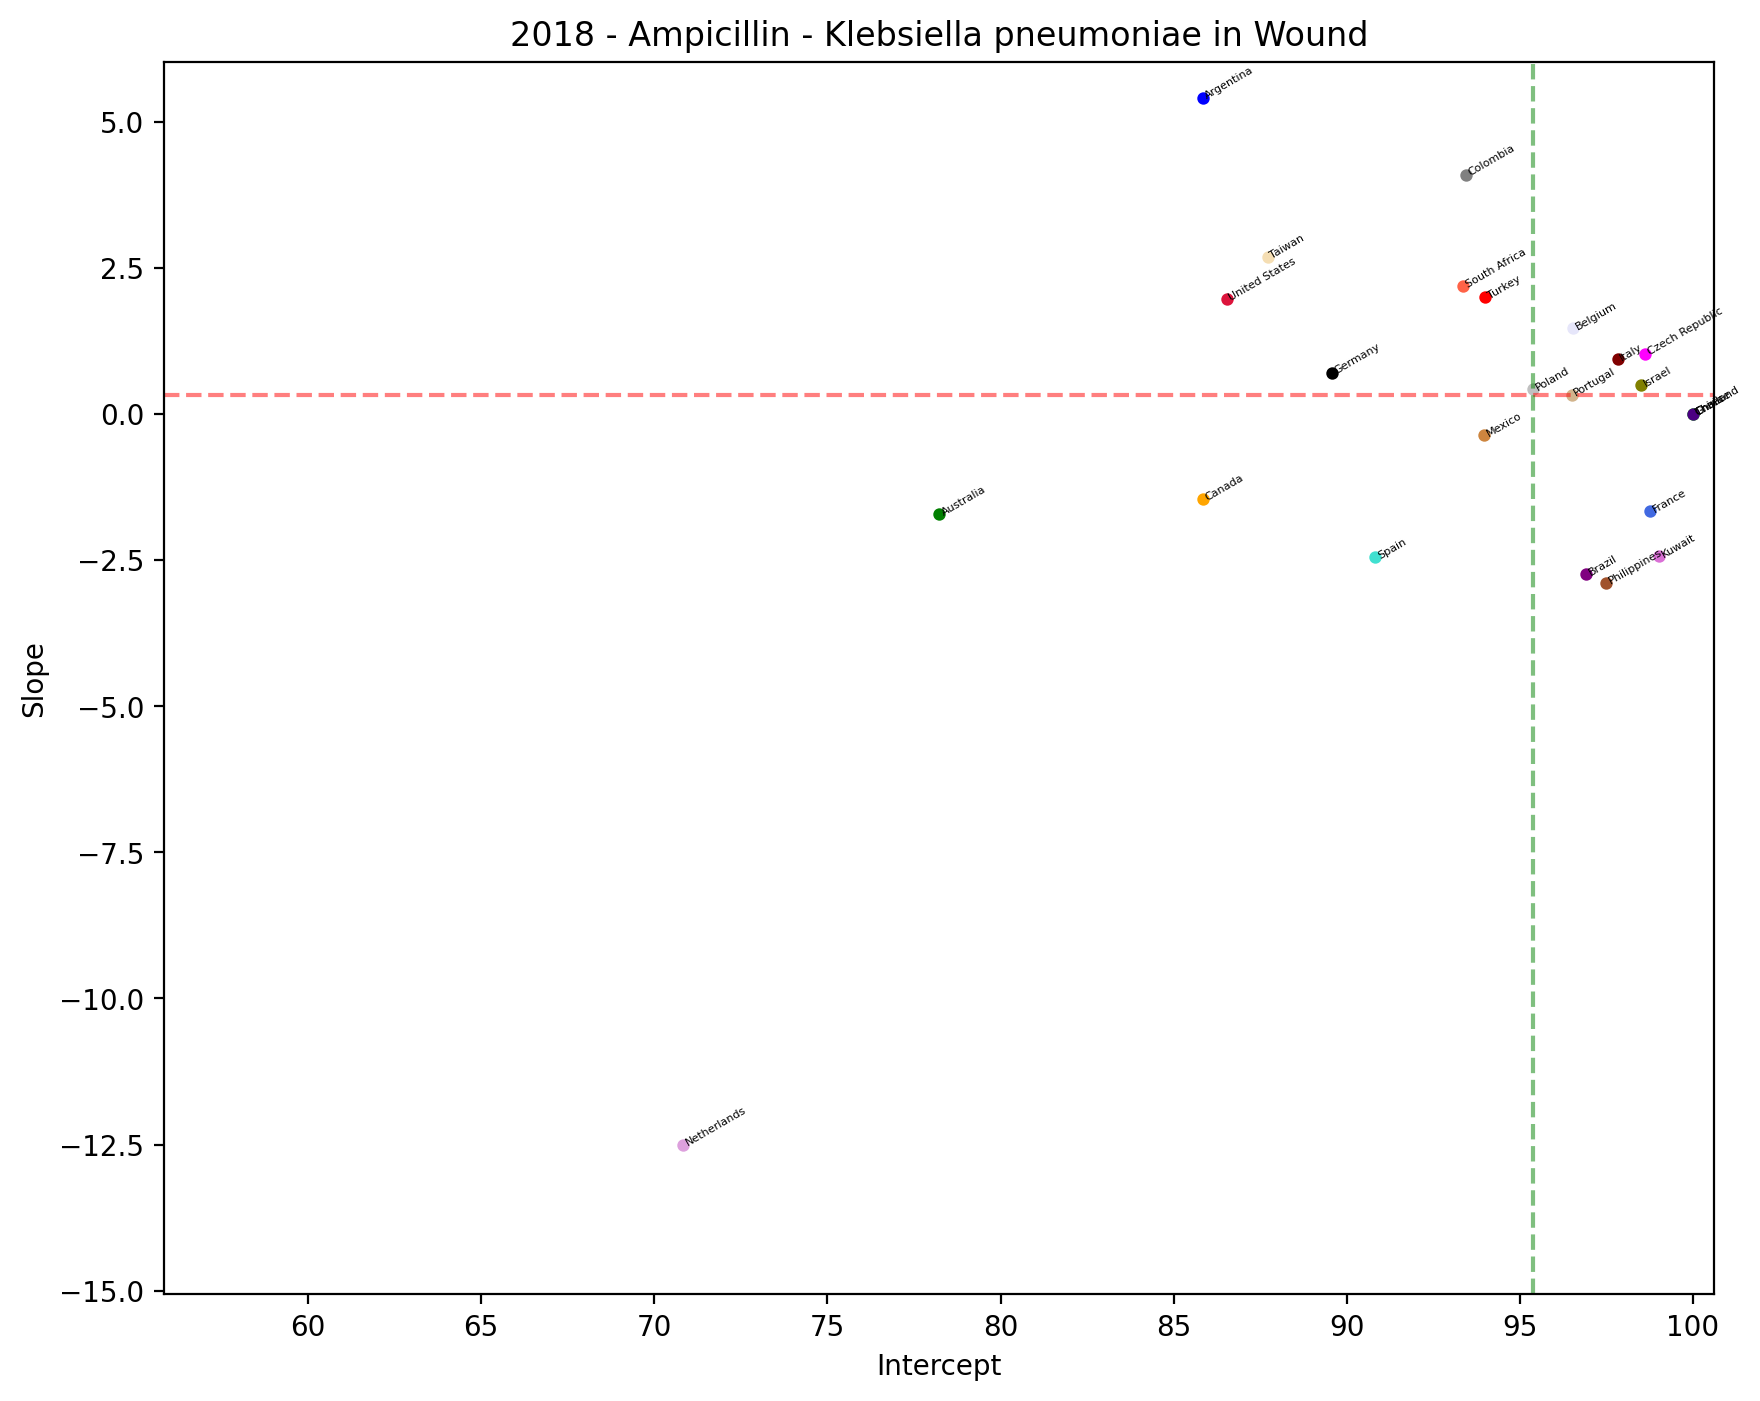 2018 - Ampicillin - Klebsiella pneumoniae in Wound
Argentina
Colombia
Taiwan
United States
South Africa
Turkey
Belgium
Czech Republic
Italy
Germany
Poland
Portugal
Israel
Mexico
Canada
Australia
France
Spain
Kuwait
Brazil
Philippines
Netherlands
5.0
2.5
0.0
−2.5
−5.0
−7.5
−10.0
−12.5
−15.0
Slope
60
65
70
75
80
85
90
95
100
Intercept